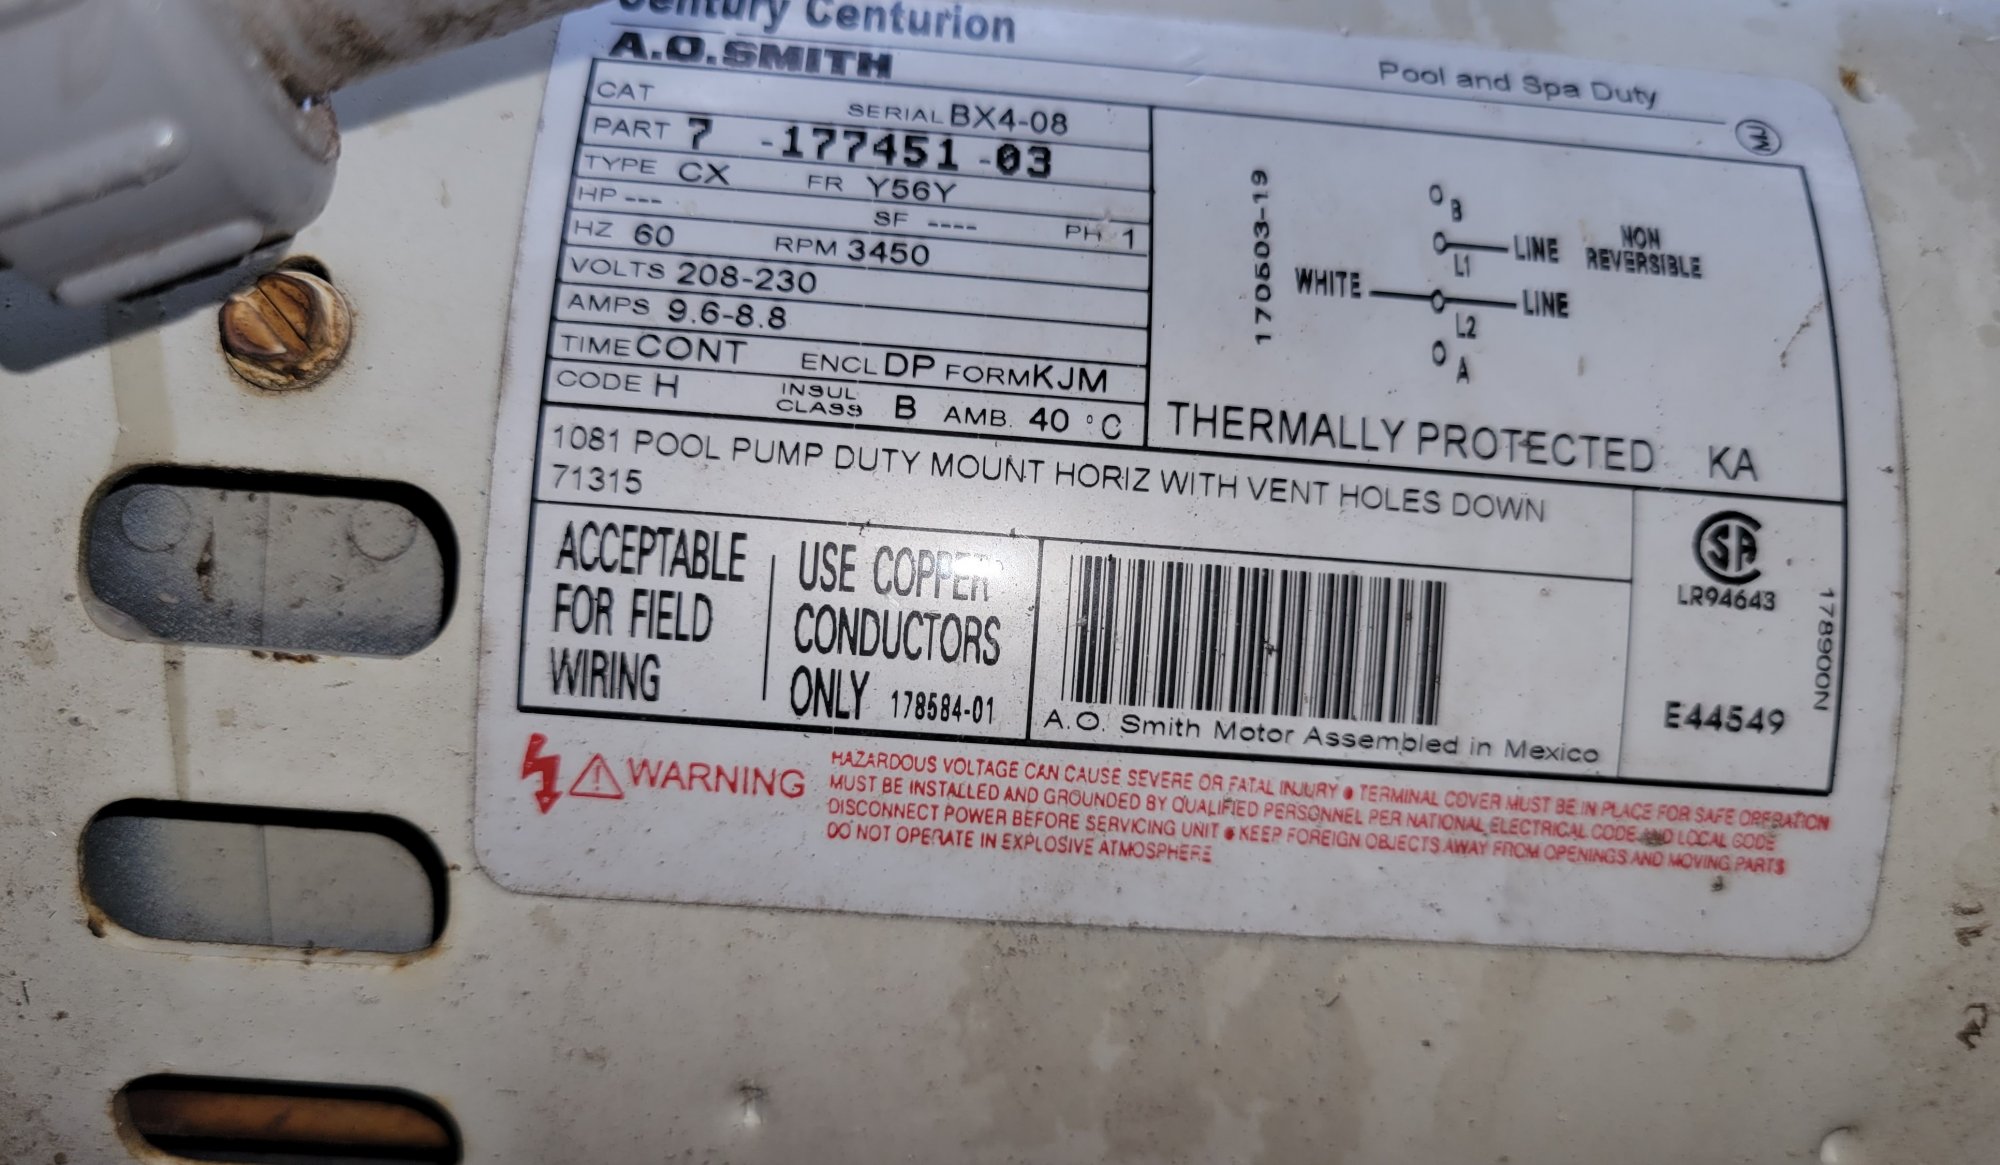 Century Centurion
A.O.SMITH
Pool and Spa Duty
CAT SERIAL BX4-08
PART 7 -177451 -03
TYPE CX FR Y56Y
HP --- SF ---- PH 1
HZ 60 RPM 3450
VOLTS 208-230
AMPS 9.6-8.8
TIME CONT ENCL DP FORM KJM
CODE H INSUL CLASS B AMB. 40 °C
170503-19
B
L1 LINE
NON
REVERSIBLE
WHITE LINE
L2
A
THERMALLY PROTECTED KA
1081 POOL PUMP DUTY MOUNT HORIZ WITH VENT HOLES DOWN
71315
ACCEPTABLE
FOR FIELD
WIRING
USE COPPER
CONDUCTORS
ONLY 178584-01
A.O. Smith Motor Assembled in Mexico
SA
LR94643
E44549
178900N
WARNING
HAZARDOUS VOLTAGE CAN CAUSE SEVERE OR FATAL INJURY ● TERMINAL COVER MUST BE IN PLACE FOR SAFE OPERATION
MUST BE INSTALLED AND GROUNDED BY QUALIFIED PERSONNEL PER NATIONAL ELECTRICAL CODE AND LOCAL CODE
DISCONNECT POWER BEFORE SERVICING UNIT ● KEEP FOREIGN OBJECTS AWAY FROM OPENINGS AND MOVING PARTS
DO NOT OPERATE IN EXPLOSIVE ATMOSPHERE